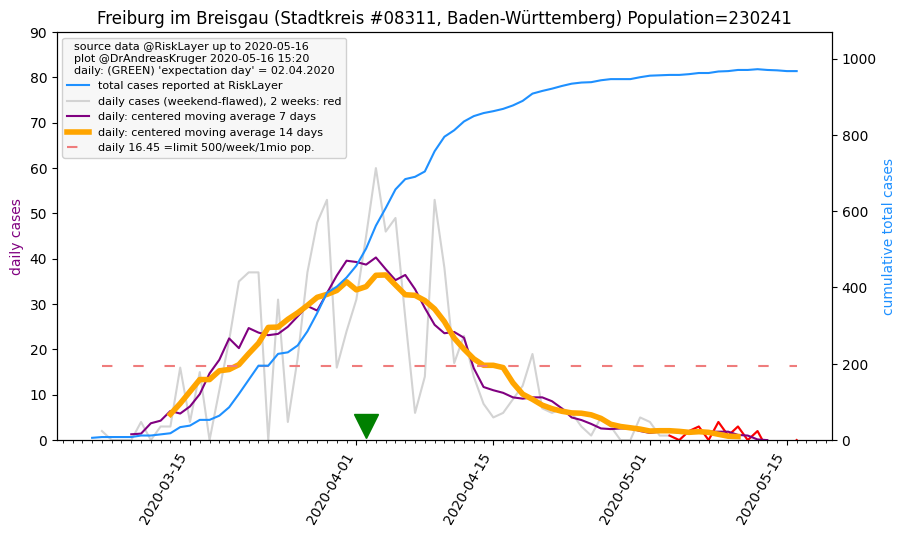 Freiburg im Breisgau (Stadtkreis #08311, Baden-Württemberg) Population=230241
source data @RiskLayer up to 2020-05-16
plot @DrAndreasKruger 2020-05-16 15:20
daily: (GREEN) 'expectation day' = 02.04.2020
total cases reported at RiskLayer
daily cases (weekend-flawed), 2 weeks: red
daily: centered moving average 7 days
daily: centered moving average 14 days
daily 16.45 =limit 500/week/1mio pop.
daily cases
90
80
70
60
50
40
30
20
10
0
1000
800
600
400
200
0
cumulative total cases
2020-03-15
2020-04-01
2020-04-15
2020-05-01
2020-05-15